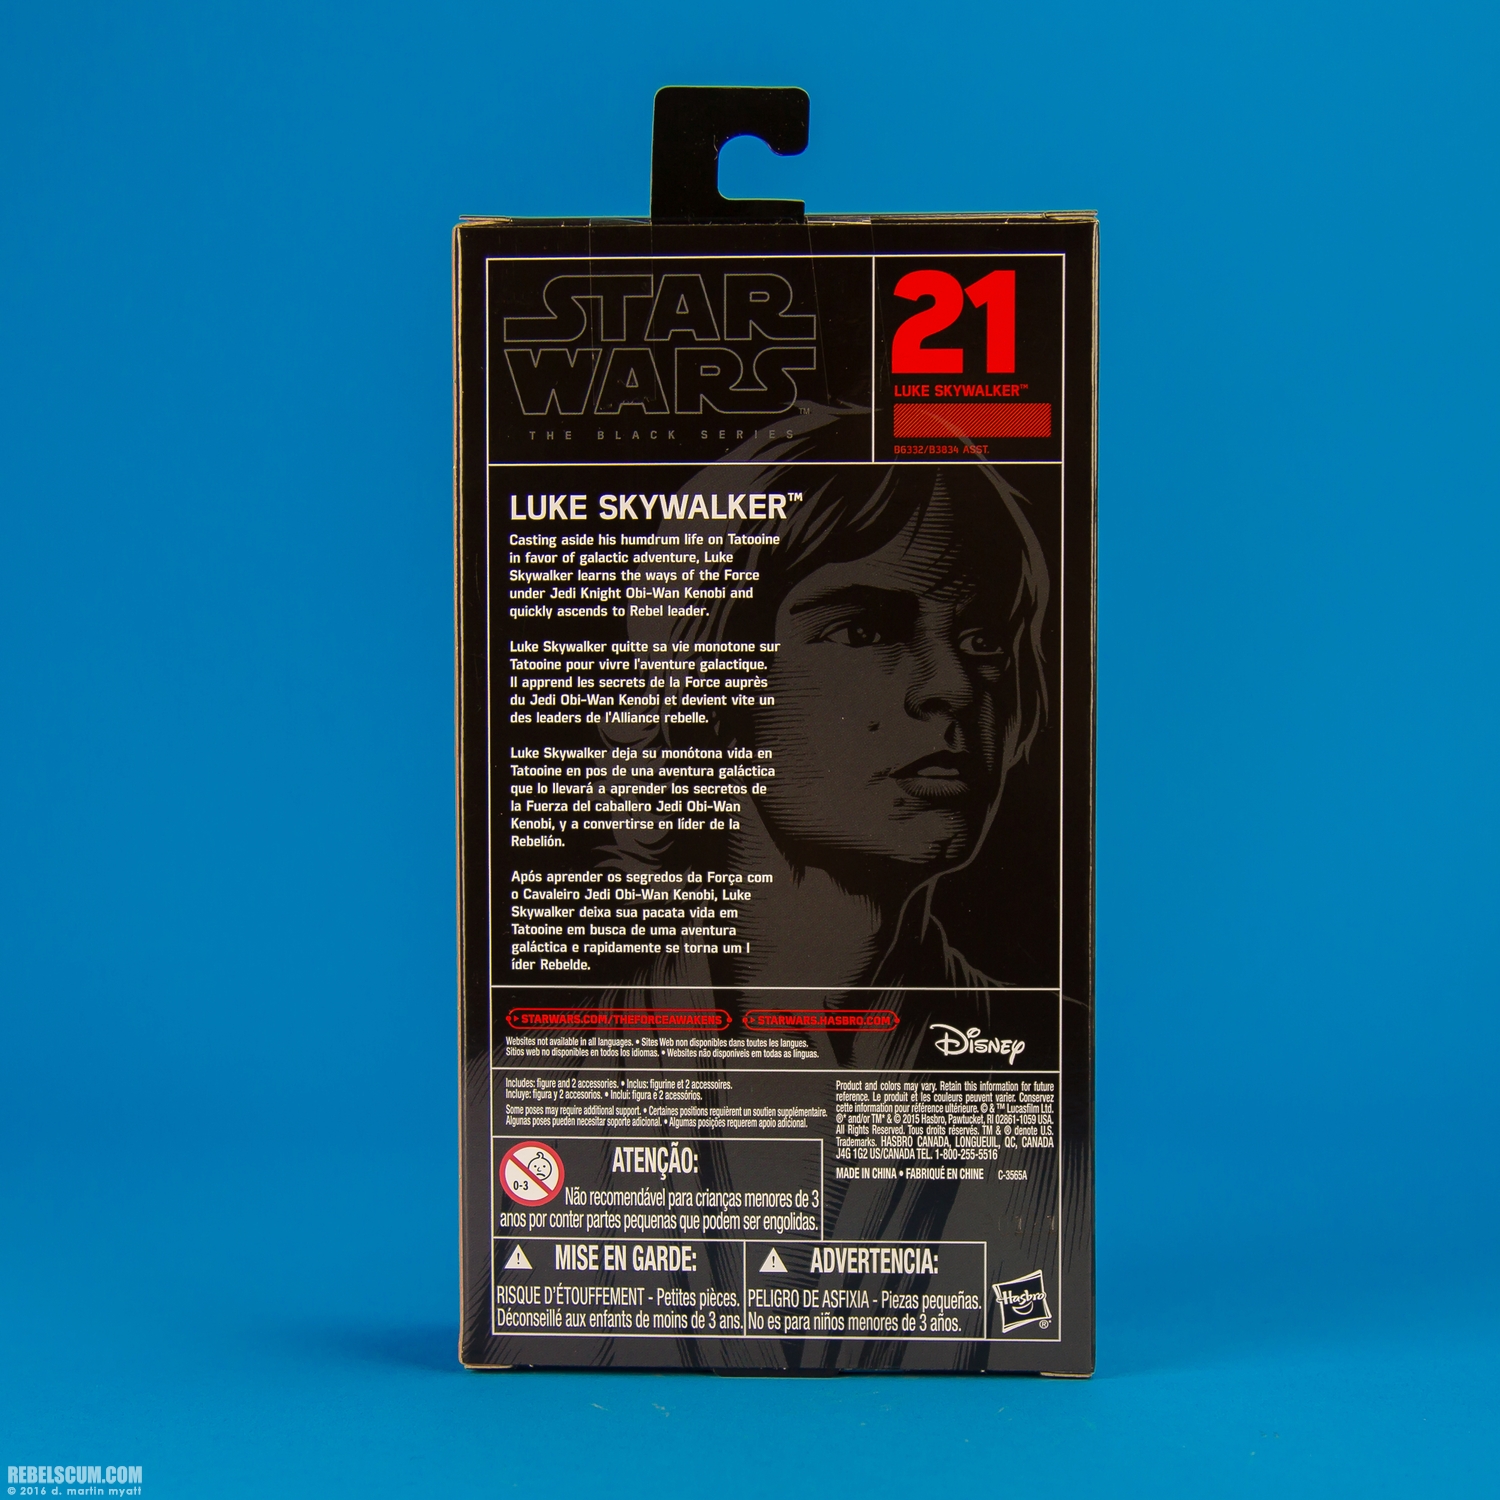 STAR
WARS
TM
THE BLACK SERIES
21
LUKE SKYWALKER™
B6332/B3834 ASST.
LUKE SKYWALKER™
Casting aside his humdrum life on Tatooine
in favor of galactic adventure, Luke
Skywalker learns the ways of the Force
under Jedi Knight Obi-Wan Kenobi and
quickly ascends to Rebel leader.
Luke Skywalker quitte sa vie monotone sur
Tatooine pour vivre l'aventure galactique.
Il apprend les secrets de la Force auprès
du Jedi Obi-Wan Kenobi et devient vite un
des leaders de l'Alliance rebelle.
Luke Skywalker deja su monótona vida en
Tatooine en pos de una aventura galáctica
que lo llevará a aprender los secretos de
la Fuerza del caballero Jedi Obi-Wan
Kenobi, y a convertirse en líder de la
Rebelión.
Após aprender os segredos da Força com
o Cavaleiro Jedi Obi-Wan Kenobi, Luke
Skywalker deixa sua pacata vida em
Tatooine em busca de uma aventura
galáctica e rapidamente se torna um l
íder Rebelde.
STARWARS.COM/THEFORCEAWAKENS
STARWARS.HASBRO.COM
Websites not available in all languages. • Sites Web non disponibles dans toutes les langues.
Sitios web no disponibles en todos los idiomas. • Websites não disponíveis em todas as línguas.
Disney
Includes: figure and 2 accessories. • Inclus: figurine et 2 accessoires.
Incluye: figura y 2 accesorios. • Inclui: figura e 2 acessórios.
Some poses may require additional support. • Certaines positions requièrent un soutien supplémentaire.
Algunas poses pueden necesitar soporte adicional. • Algumas posições requerem apoio adicional.
Product and colors may vary. Retain this information for future
reference. Le produit et les couleurs peuvent varier. Conservez
cette information pour référence ultérieure. © & ™ Lucasfilm Ltd.
®* and/or TM* & © 2015 Hasbro, Pawtucket, RI 02861-1059 USA.
All Rights Reserved. Tous droits réservés. TM & ® denote U.S.
Trademarks. HASBRO CANADA, LONGUEUIL, QC, CANADA
J4G 1G2 US/CANADA TEL. 1-800-255-5516
MADE IN CHINA • FABRIQUÉ EN CHINE C-3565A
0-3
ATENÇÃO:
Não recomendável para crianças menores de 3
anos por conter partes pequenas que podem ser engolidas.
! MISE EN GARDE:
RISQUE D'ÉTOUFFEMENT - Petites pièces.
Déconseillé aux enfants de moins de 3 ans.
! ADVERTENCIA:
PELIGRO DE ASFIXIA - Piezas pequeñas.
No es para niños menores de 3 años.
Hasbro
®*
REBELSCUM.COM
© 2016 d. martin myatt